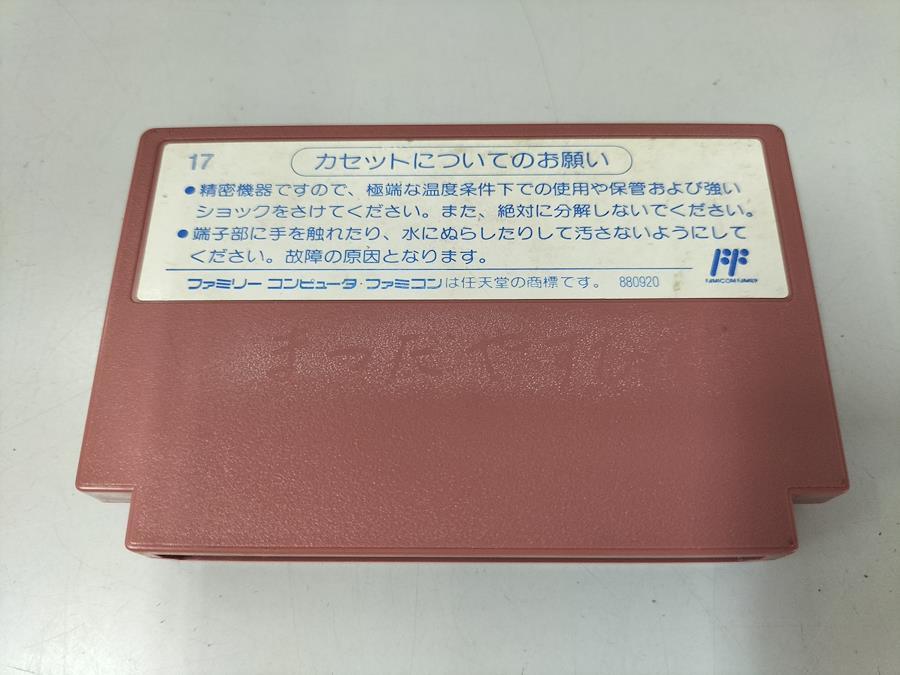 17
カセットについてのお願い
●精密機器ですので、極端な温度条件下での使用や保管および強い
ショックをさけてください。また、絶対に分解しないでください。
●端子部に手を触れたり、水にぬらしたりして汚さないようにして
ください。故障の原因となります。
FF
FAMICOM FAMILY
ファミリー コンピュータ・ファミコンは任天堂の商標です。 880920